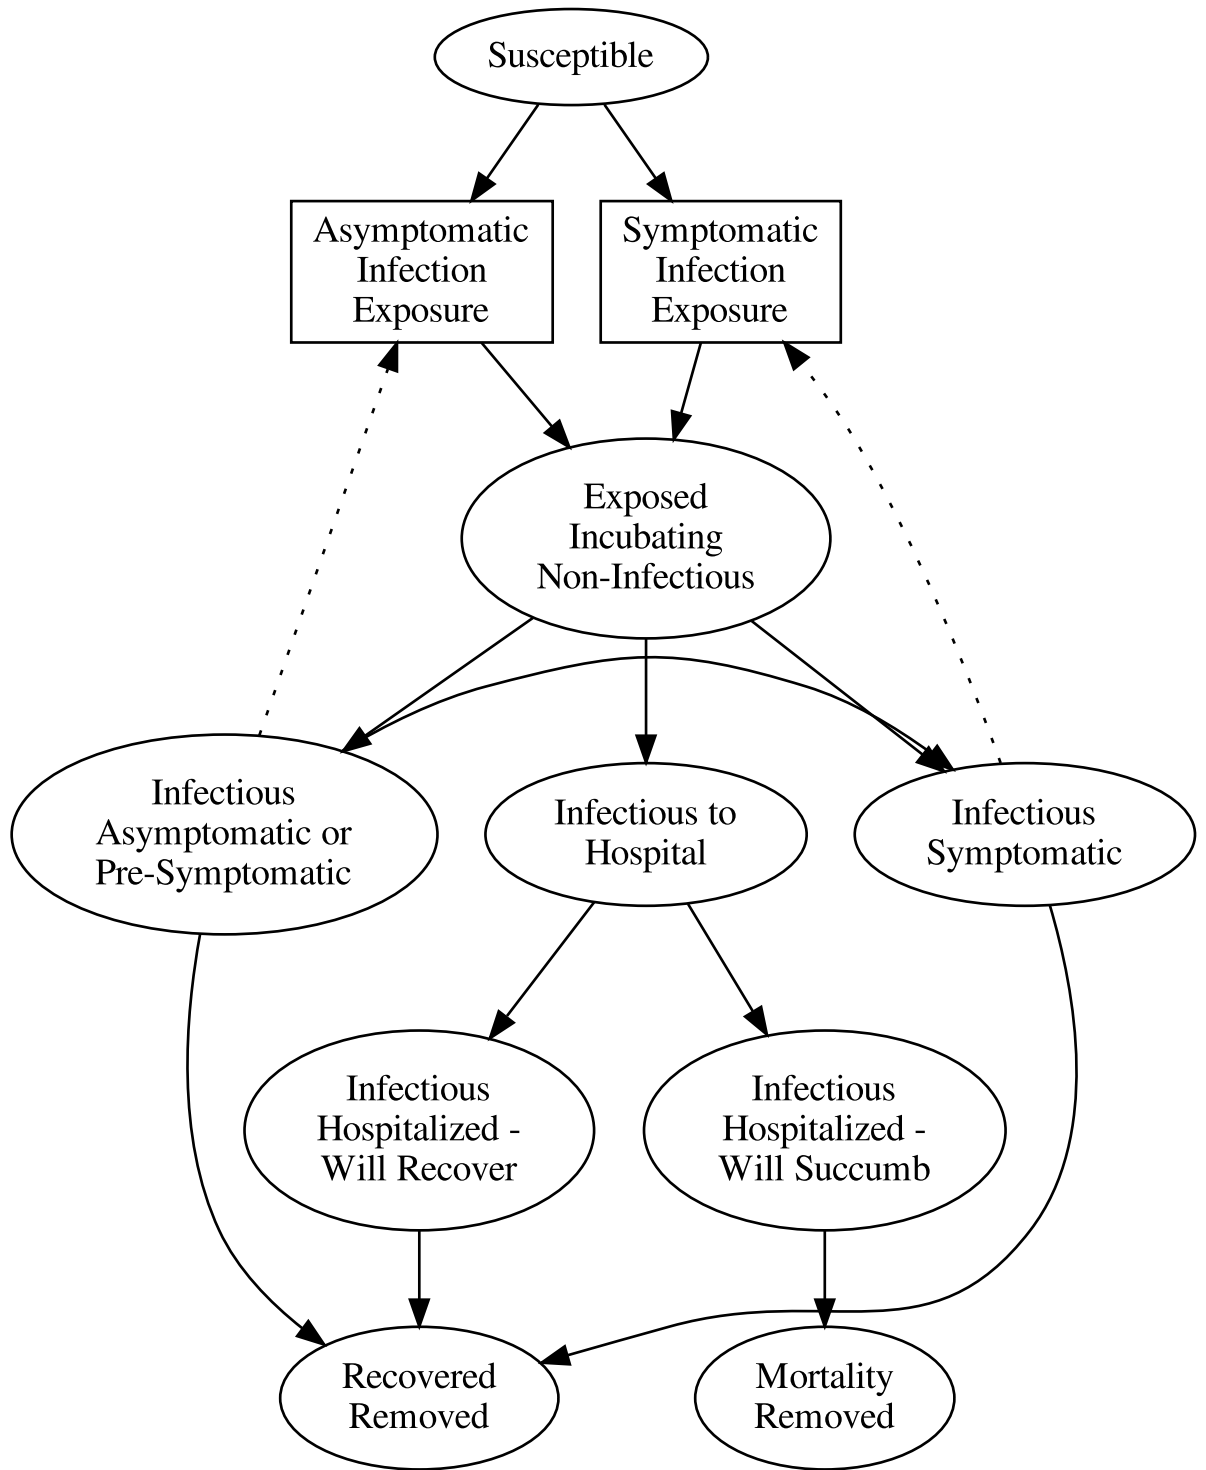 Susceptible
Asymptomatic
Infection
Exposure
Symptomatic
Infection
Exposure
Exposed
Incubating
Non-Infectious
Infectious
Asymptomatic or
Pre-Symptomatic
Infectious to
Hospital
Infectious
Symptomatic
Infectious
Hospitalized -
Will Recover
Infectious
Hospitalized -
Will Succumb
Recovered
Removed
Mortality
Removed